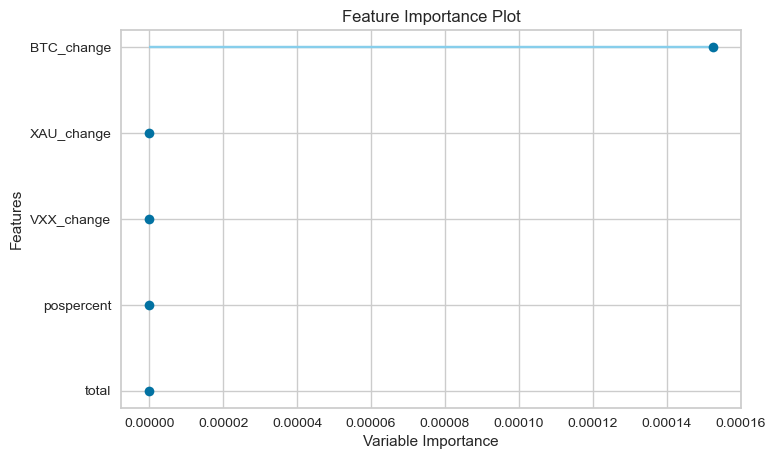 Feature Importance Plot
BTC_change
XAU_change
VXX_change
pospercent
total
Features
0.00000 0.00002 0.00004 0.00006 0.00008 0.00010 0.00012 0.00014 0.00016
Variable Importance